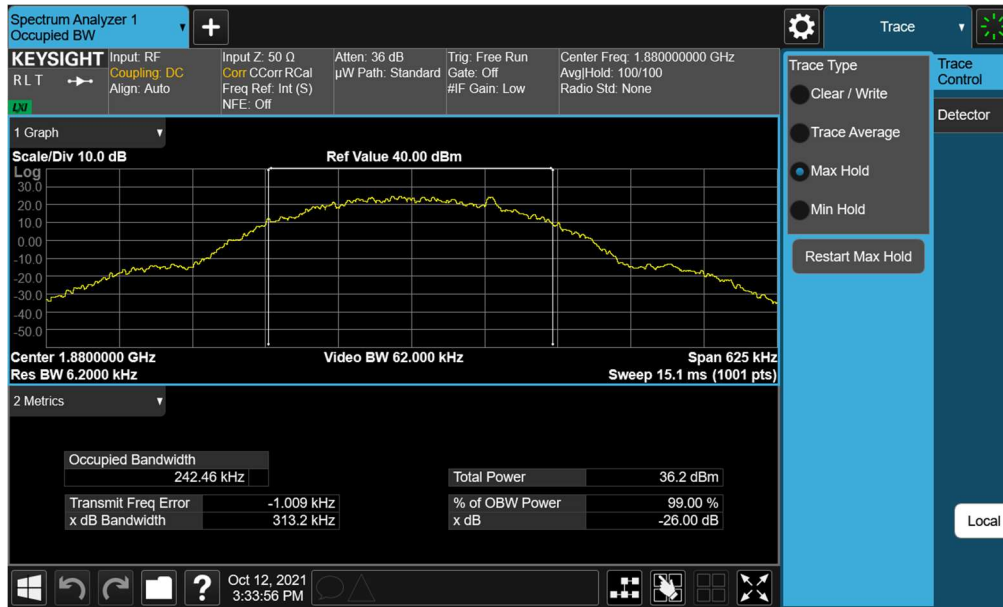 Spectrum Analyzer 1
Occupied BW
+
Trace
KEYSIGHT
R L T
LXI
Input: RF
Coupling: DC
Align: Auto
Input Z: 50 Ω
Corr CCorr RCal
Freq Ref: Int (S)
NFE: Off
Atten: 36 dB
µW Path: Standard
Trig: Free Run
Gate: Off
#IF Gain: Low
Center Freq: 1.880000000 GHz
Avg|Hold: 100/100
Radio Std: None
Trace Type
Clear / Write
Trace Average
Max Hold
Min Hold
Restart Max Hold
Trace
Control
Detector
Local
1 Graph
Scale/Div 10.0 dB
Ref Value 40.00 dBm
Log
30.0
20.0
10.0
0.00
-10.0
-20.0
-30.0
-40.0
-50.0
Center 1.8800000 GHz
Video BW 62.000 kHz
Span 625 kHz
Res BW 6.2000 kHz
Sweep 15.1 ms (1001 pts)
2 Metrics
Occupied Bandwidth
242.46 kHz
Total Power 36.2 dBm
Transmit Freq Error -1.009 kHz
% of OBW Power 99.00 %
x dB Bandwidth 313.2 kHz
x dB -26.00 dB
?
Oct 12, 2021
3:33:56 PM